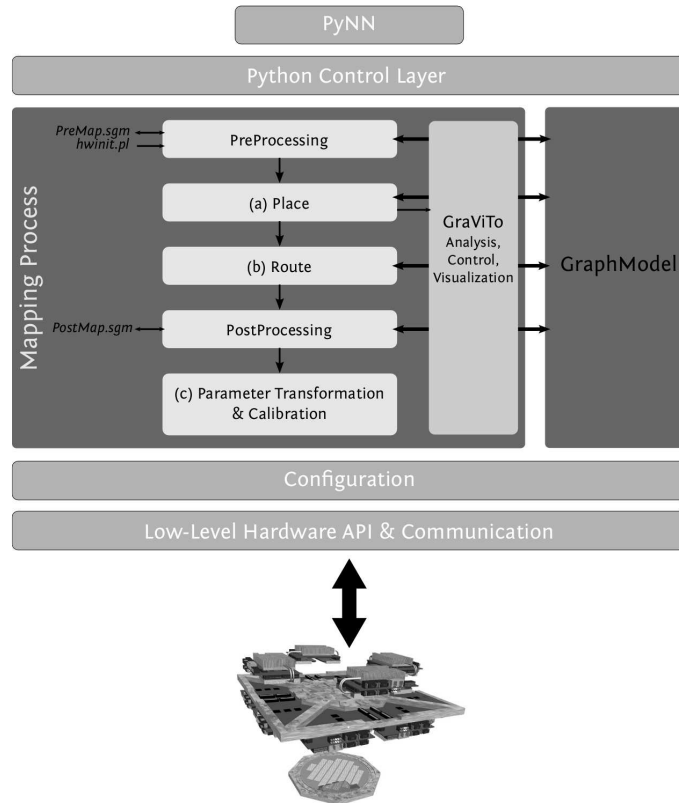 PyNN
Python Control Layer
Mapping Process
PreMap.sgm
hwinit.pl
PreProcessing
(a) Place
(b) Route
PostMap.sgm
PostProcessing
(c) Parameter Transformation
& Calibration
GraViTo
Analysis,
Control,
Visualization
GraphModel
Configuration
Low-Level Hardware API & Communication